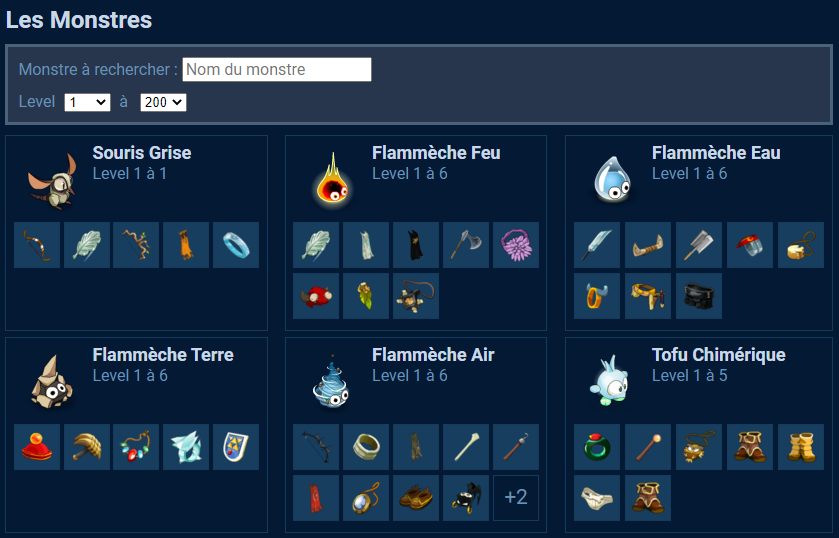 Les Monstres
Monstre à rechercher : Nom du monstre
Level 1 à 200
Souris Grise
Level 1 à 1
Flammèche Feu
Level 1 à 6
Flammèche Eau
Level 1 à 6
Flammèche Terre
Level 1 à 6
Flammèche Air
Level 1 à 6
+2
Tofu Chimérique
Level 1 à 5